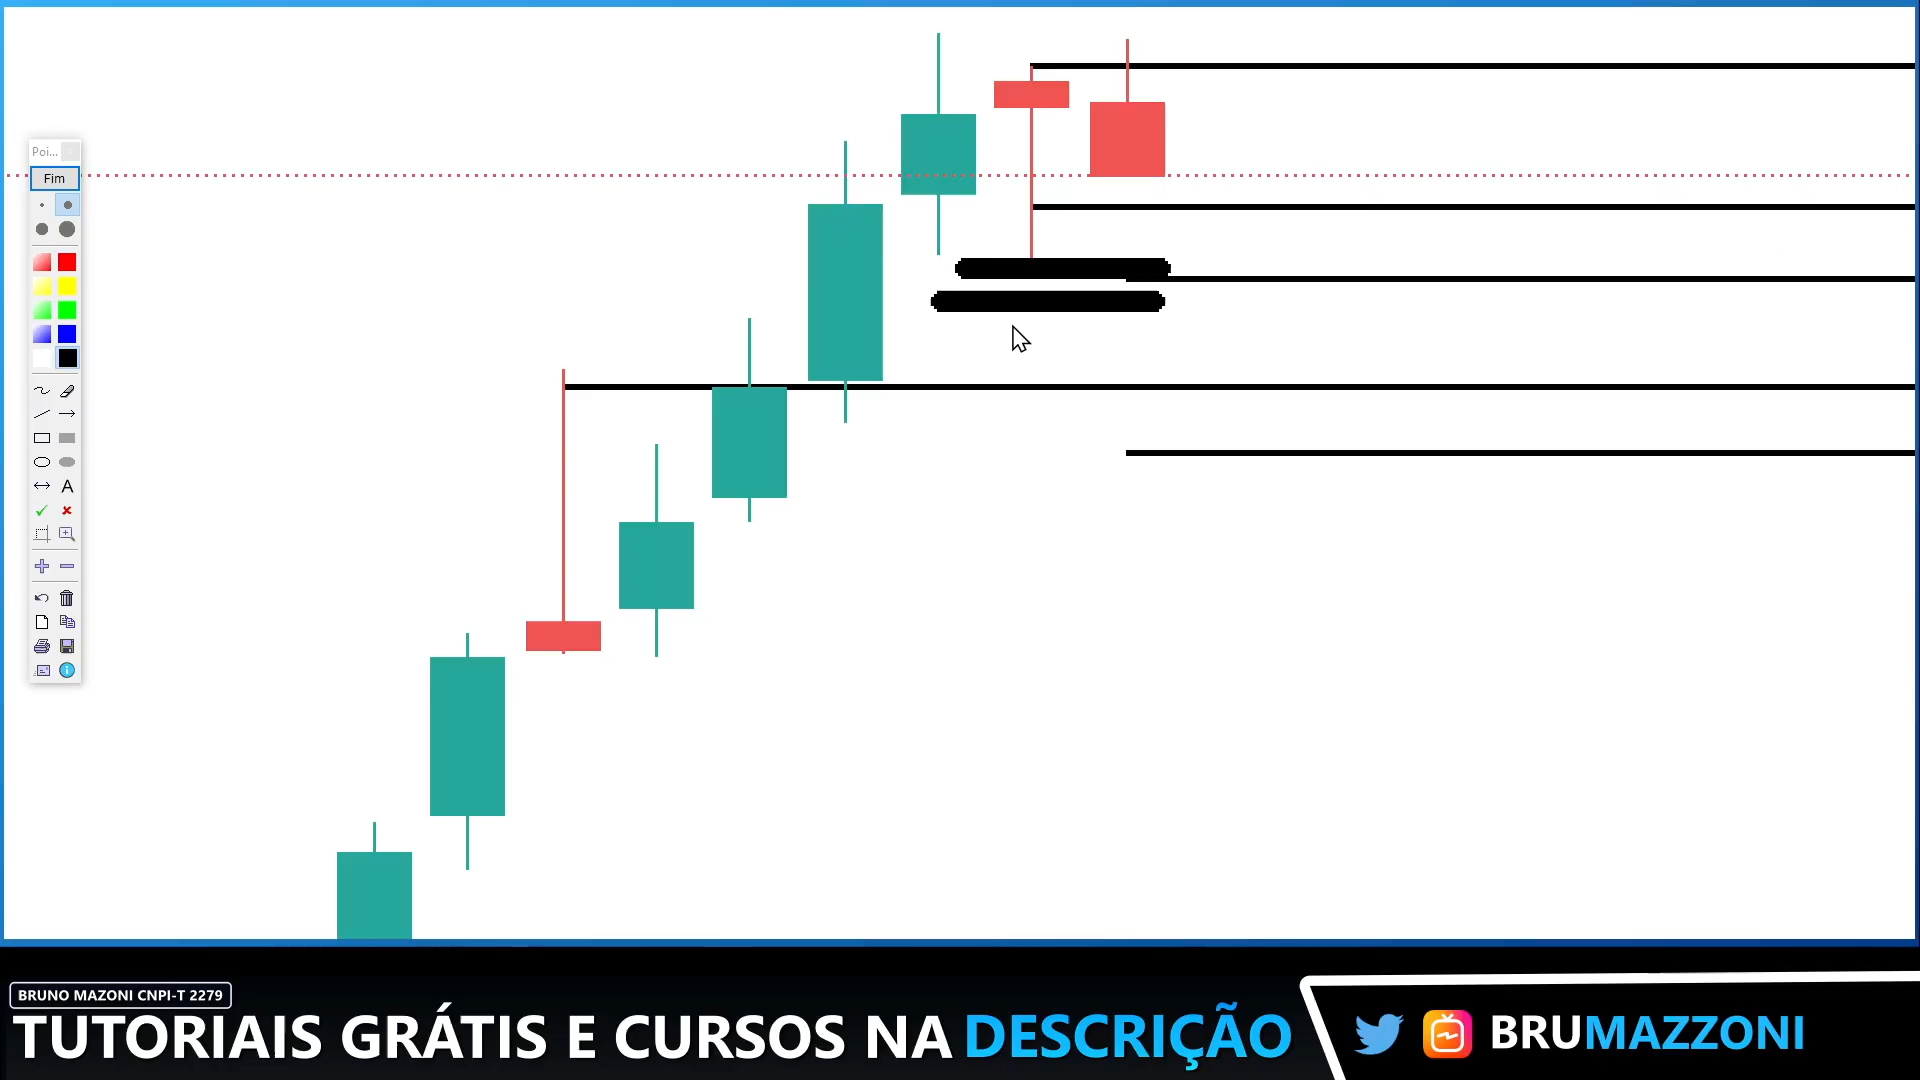 Poi...
Fim
A
BRUNO MAZONI CNPI-T 2279
TUTORIAIS GRÁTIS E CURSOS NA DESCRIÇÃO
BRUMAZZONI